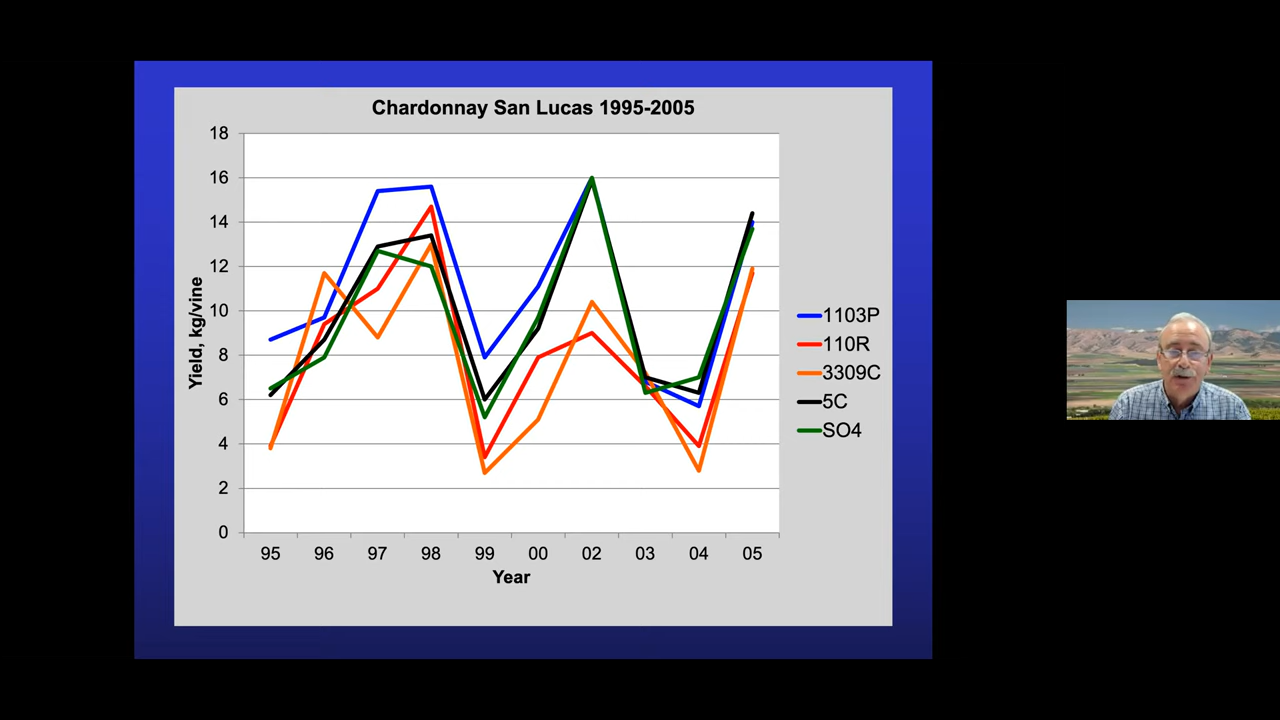 Chardonnay San Lucas 1995-2005
18
16
14
12
10
8
6
4
2
0
Yield, kg/vine
95 96 97 98 99 00 02 03 04 05
Year
1103P
110R
3309C
5C
SO4